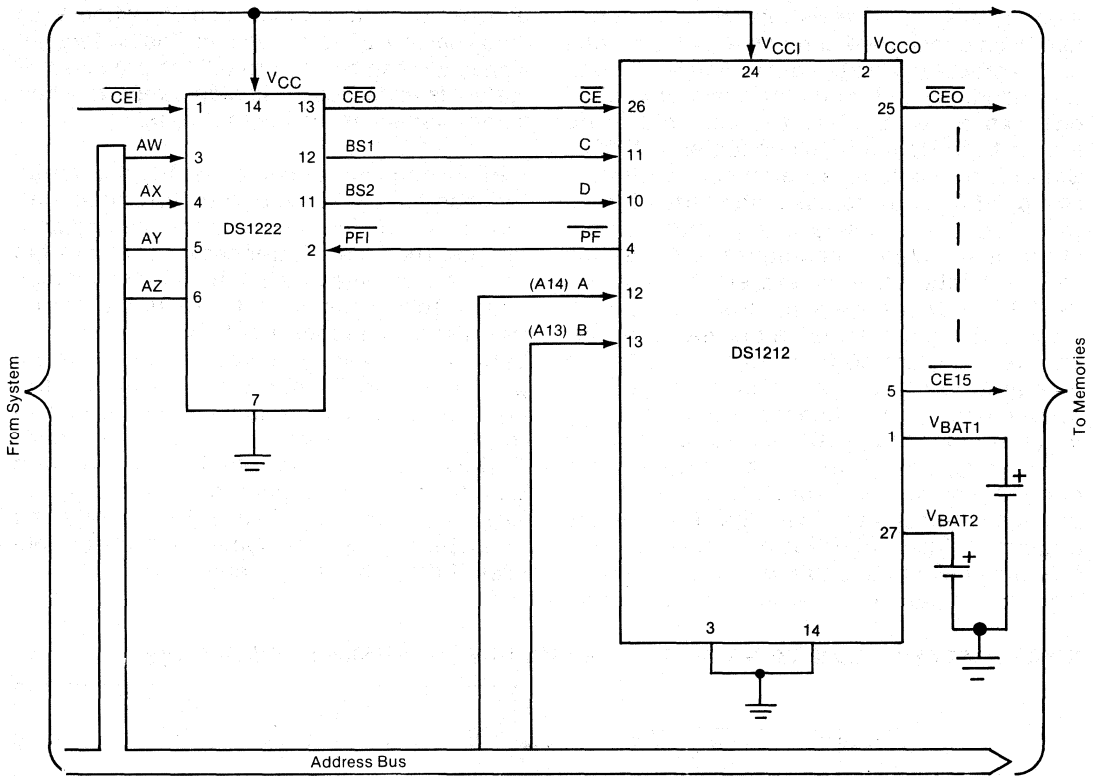 VCCI
VCCO
VCC
24
2
CEI
1
14
13
CEO
CE
26
25
CEO
AW
3
12
BS1
C
11
AX
4
11
BS2
D
10
DS1222
AY
5
2
PFI
PF
4
AZ
6
(A14) A
12
(A13) B
13
DS1212
From System
To Memories
5
CE15
7
1
VBAT1
+
27
VBAT2
+
3
14
Address Bus